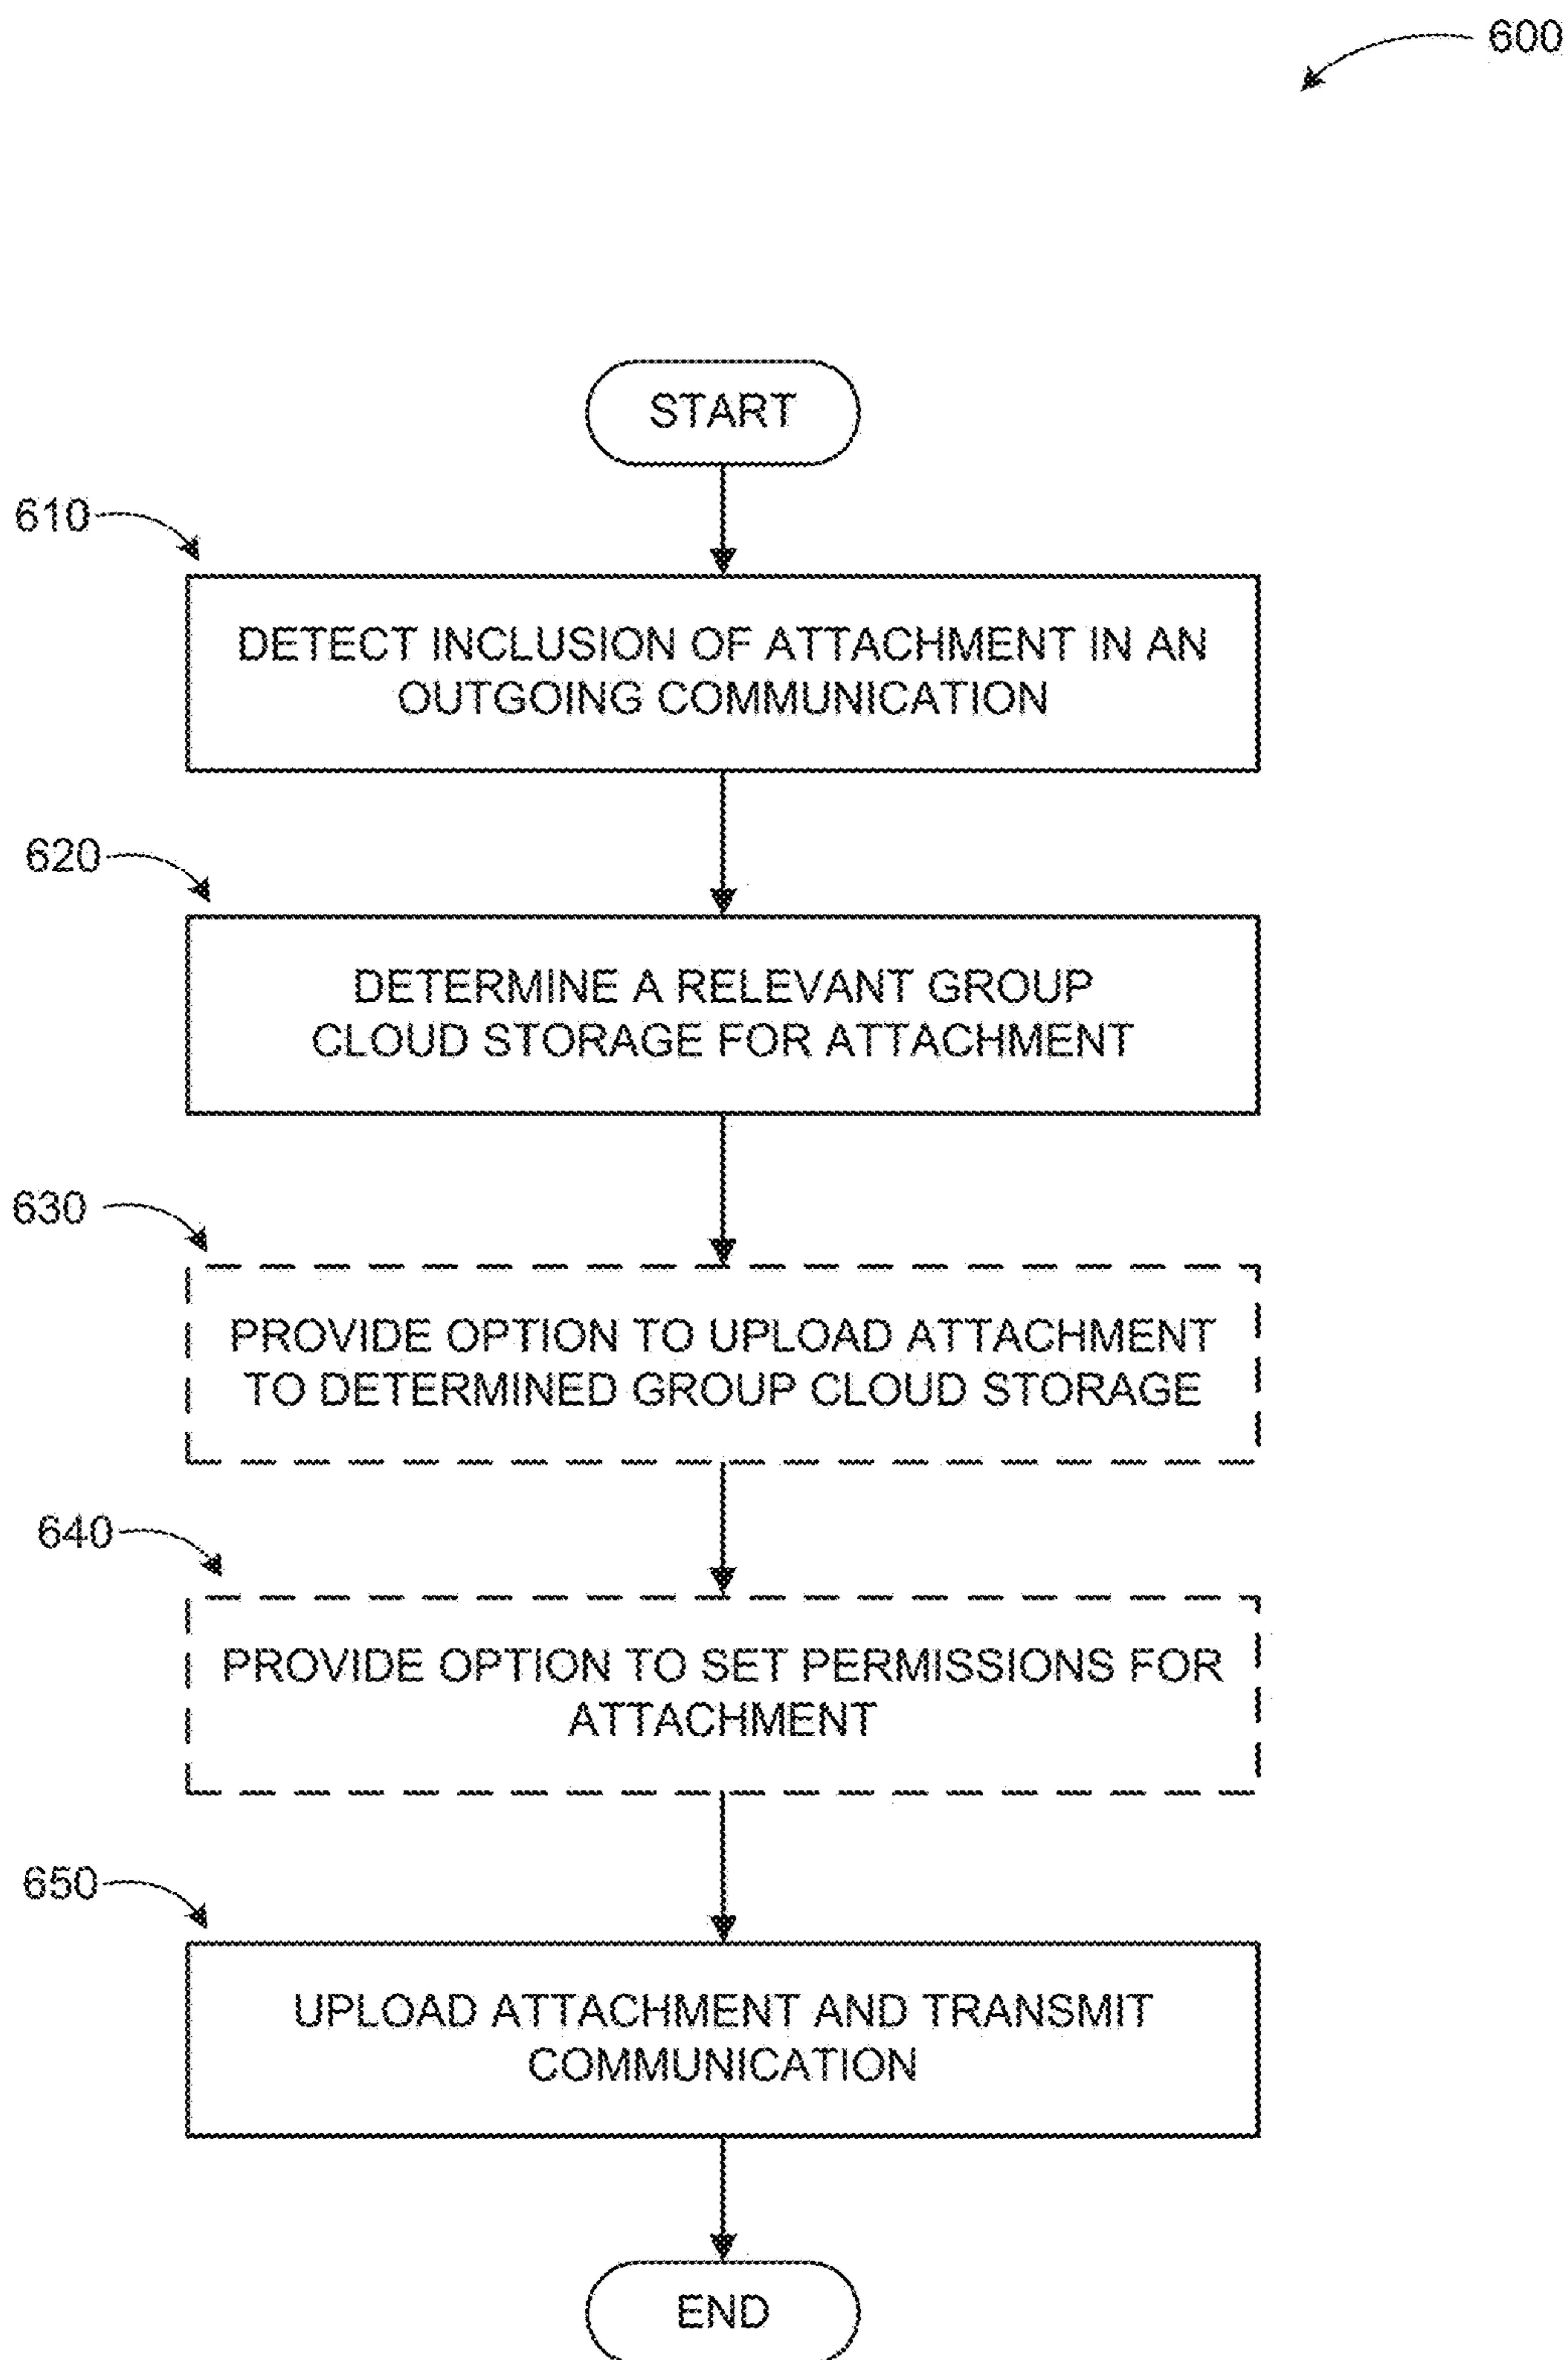 600
START
610
DETECT INCLUSION OF ATTACHMENT IN AN
OUTGOING COMMUNICATION
620
DETERMINE A RELEVANT GROUP
CLOUD STORAGE FOR ATTACHMENT
630
PROVIDE OPTION TO UPLOAD ATTACHMENT
TO DETERMINED GROUP CLOUD STORAGE
640
PROVIDE OPTION TO SET PERMISSIONS FOR
ATTACHMENT
650
UPLOAD ATTACHMENT AND TRANSMIT
COMMUNICATION
END